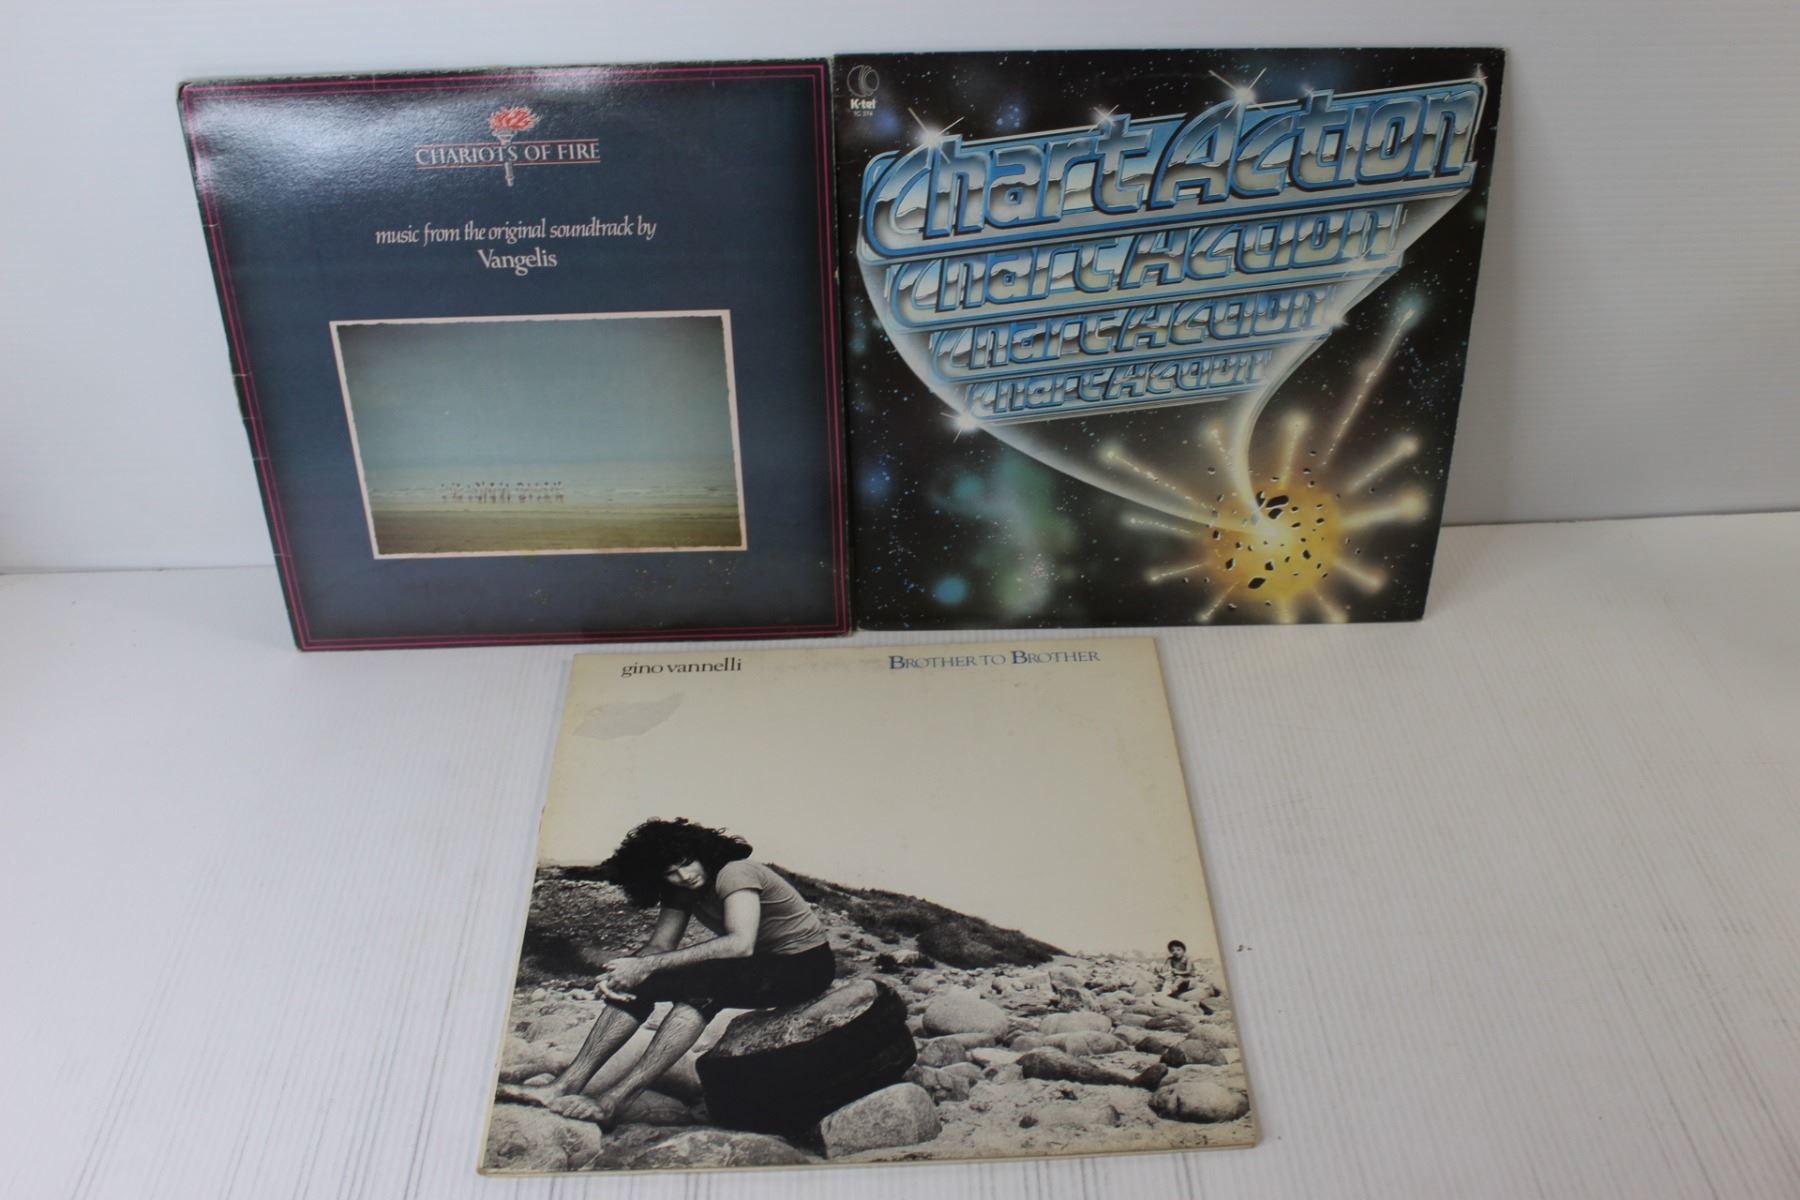 CHARIOTS OF FIRE
music from the original soundtrack by
Vangelis
K-tel
Chart Action
Chart Action
Chart Action
Chart Action
gino vannelli
BROTHER TO BROTHER